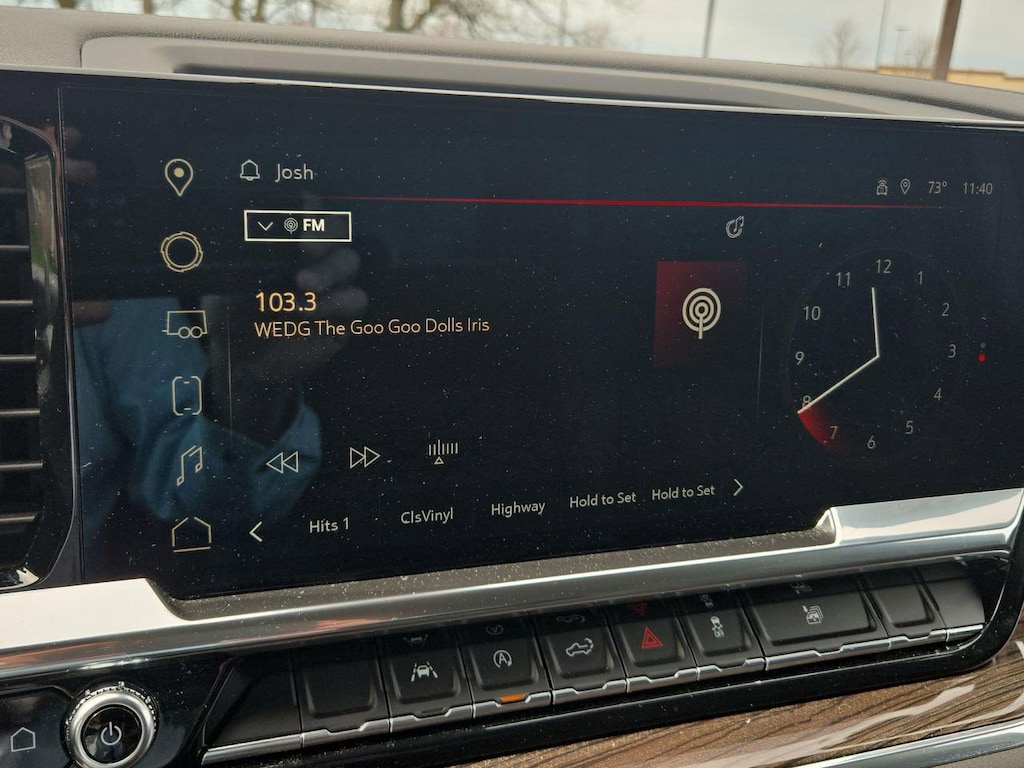 Josh
73° 11:40
FM
103.3
WEDG The Goo Goo Dolls Iris
12
11 1
10 2
9 3
8 4
7 5
6
Hits 1 ClsVinyl Highway Hold to Set Hold to Set
A
OFF